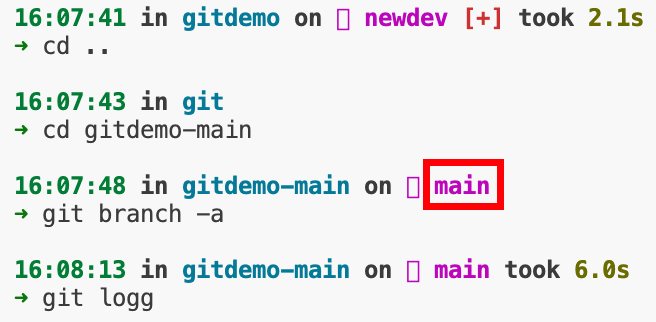 16:07:41 in gitdemo on newdev [+] took 2.1s
➜ cd ..
16:07:43 in git
➜ cd gitdemo-main
16:07:48 in gitdemo-main on main
➜ git branch -a
16:08:13 in gitdemo-main on main took 6.0s
➜ git logg